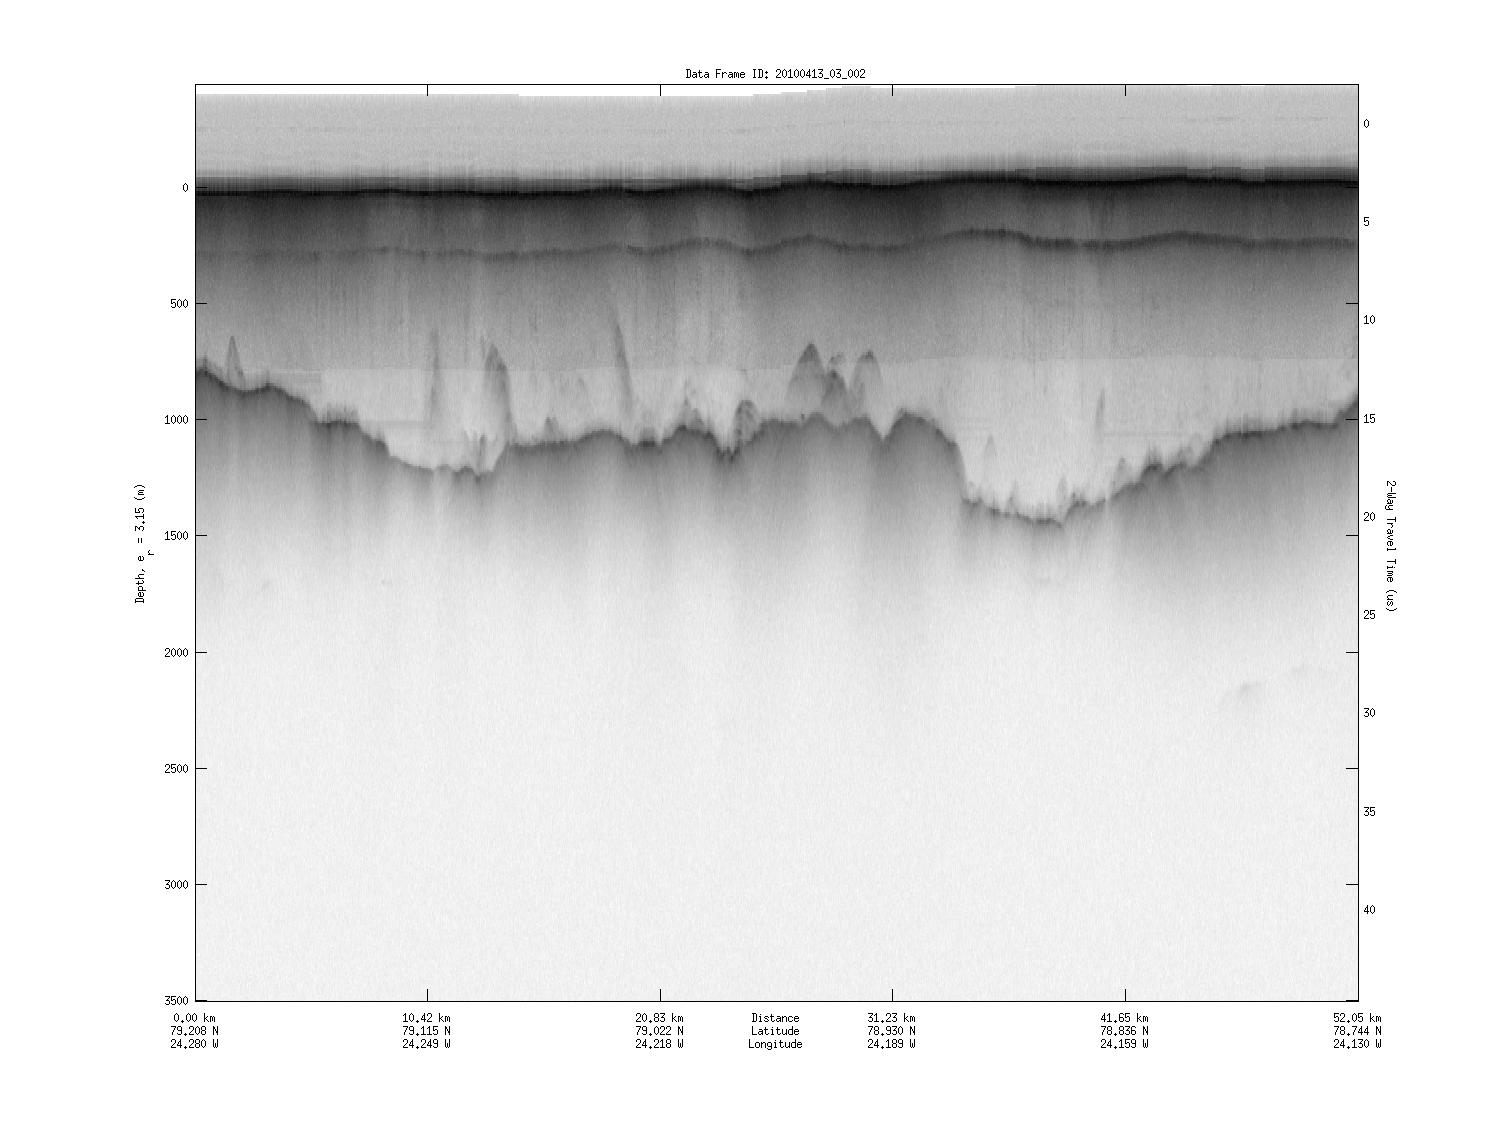 Data Frame ID: 20100413_03_002
0
500
1000
1500
2000
2500
3000
3500
Depth, e_r = 3.15 (m)
0
5
10
15
20
25
30
35
40
2-Way Travel Time (us)
0.00 km 10.42 km 20.83 km Distance 31.23 km 41.65 km 52.05 km
79.208 N 79.115 N 79.022 N Latitude 78.930 N 78.836 N 78.744 N
24.280 W 24.249 W 24.218 W Longitude 24.189 W 24.159 W 24.130 W